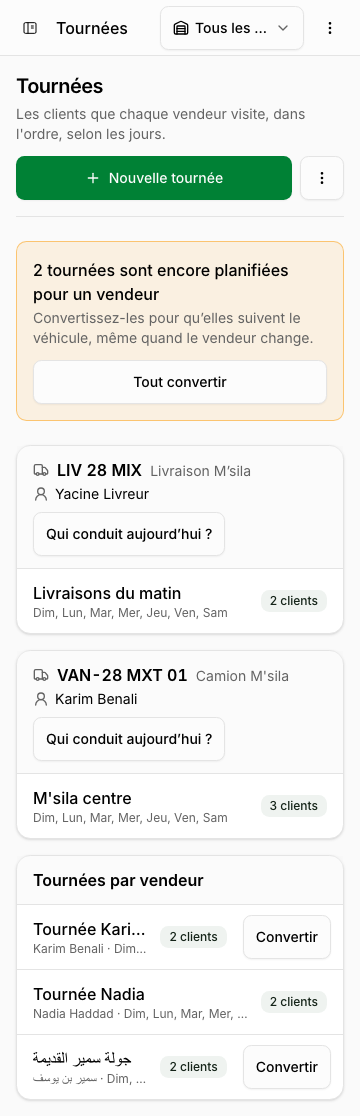 Tournées
Tous les ...
Tournées
Les clients que chaque vendeur visite, dans
l'ordre, selon les jours.
Nouvelle tournée
2 tournées sont encore planifiées
pour un vendeur
Convertissez-les pour qu’elles suivent le
véhicule, même quand le vendeur change.
Tout convertir
LIV 28 MIX Livraison M’sila
Yacine Livreur
Qui conduit aujourd’hui ?
Livraisons du matin
2 clients
Dim, Lun, Mar, Mer, Jeu, Ven, Sam
VAN-28 MXT 01 Camion M'sila
Karim Benali
Qui conduit aujourd’hui ?
M'sila centre
3 clients
Dim, Lun, Mar, Mer, Jeu, Ven, Sam
Tournées par vendeur
Tournée Kari...
2 clients
Convertir
Karim Benali · Dim...
Tournée Nadia
2 clients
Nadia Haddad · Dim, Lun, Mar, Mer, ...
جولة سمير القديمة
2 clients
Convertir
سمير بن يوسف · Dim, ...